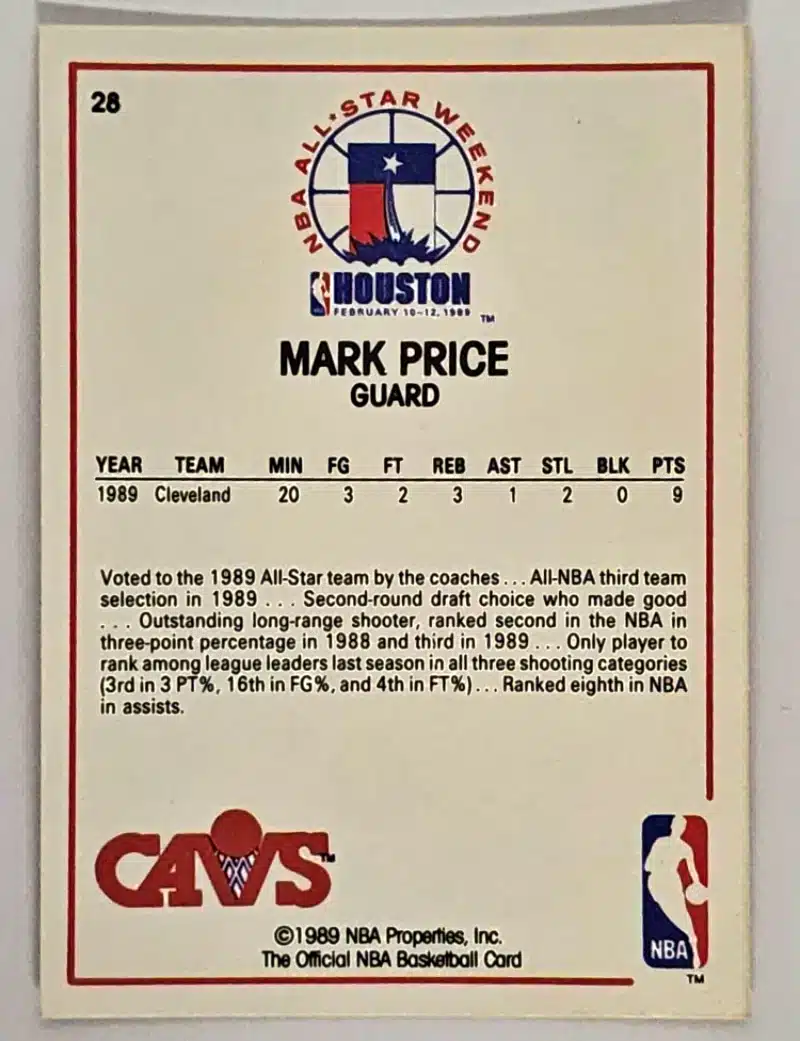 28
NBA ALL★STAR WEEKEND
HOUSTON
FEBRUARY 10-12, 1989
TM
MARK PRICE
GUARD
YEAR TEAM MIN FG FT REB AST STL BLK PTS
1989 Cleveland 20 3 2 3 1 2 0 9
Voted to the 1989 All-Star team by the coaches . . . All-NBA third team
selection in 1989 . . . Second-round draft choice who made good
. . . Outstanding long-range shooter, ranked second in the NBA in
three-point percentage in 1988 and third in 1989 . . . Only player to
rank among league leaders last season in all three shooting categories
(3rd in 3 PT%, 16th in FG%, and 4th in FT%) . . . Ranked eighth in NBA
in assists.
CAVS TM
©1989 NBA Properties, Inc.
The Official NBA Basketball Card
NBA
TM